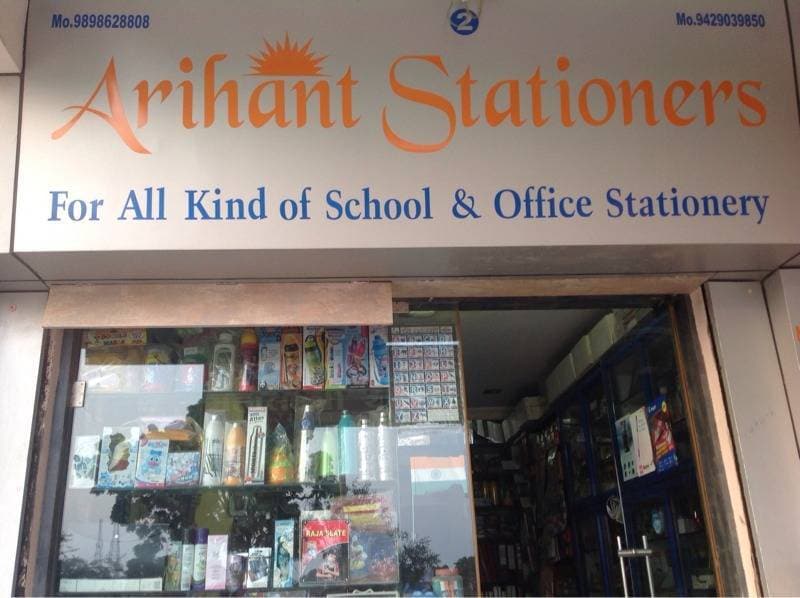 Mo.9898628808
2
Mo.9429039850
Arihant Stationers
For All Kind of School & Office Stationery
RAJA SLATE